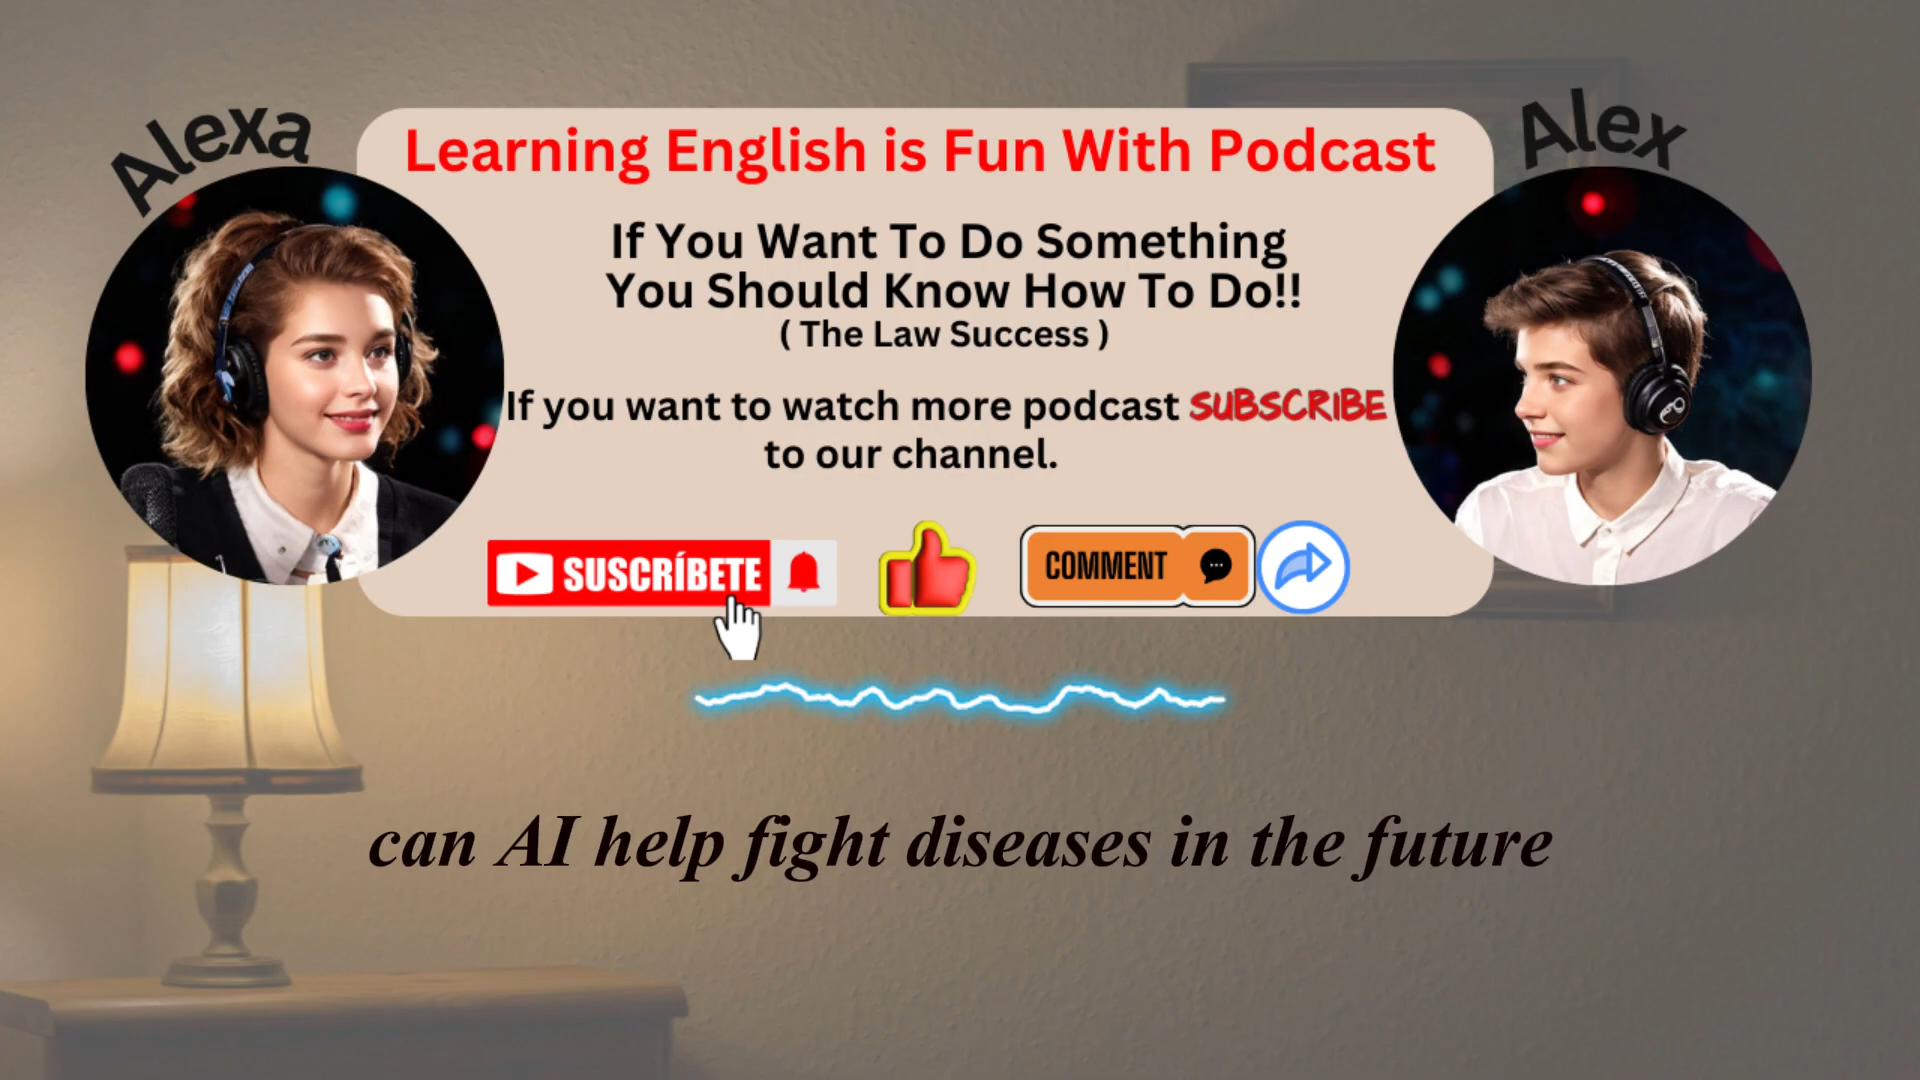 Alexa
Alex
Learning English is Fun With Podcast
If You Want To Do Something
You Should Know How To Do!!
( The Law Success )
If you want to watch more podcast SUBSCRIBE
to our channel.
SUSCRÍBETE
COMMENT
can AI help fight diseases in the future